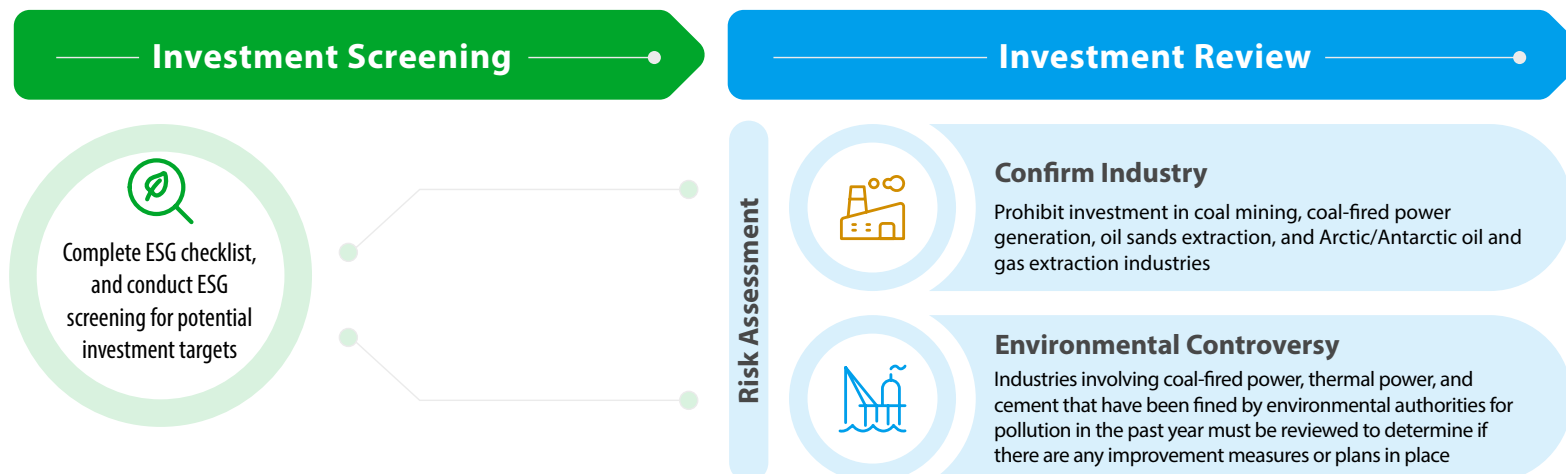 Investment Screening
Complete ESG checklist,
and conduct ESG
screening for potential
investment targets
Investment Review
Risk Assessment
Confirm Industry
Prohibit investment in coal mining, coal-fired power
generation, oil sands extraction, and Arctic/Antarctic oil and
gas extraction industries
Environmental Controversy
Industries involving coal-fired power, thermal power, and
cement that have been fined by environmental authorities for
pollution in the past year must be reviewed to determine if
there are any improvement measures or plans in place